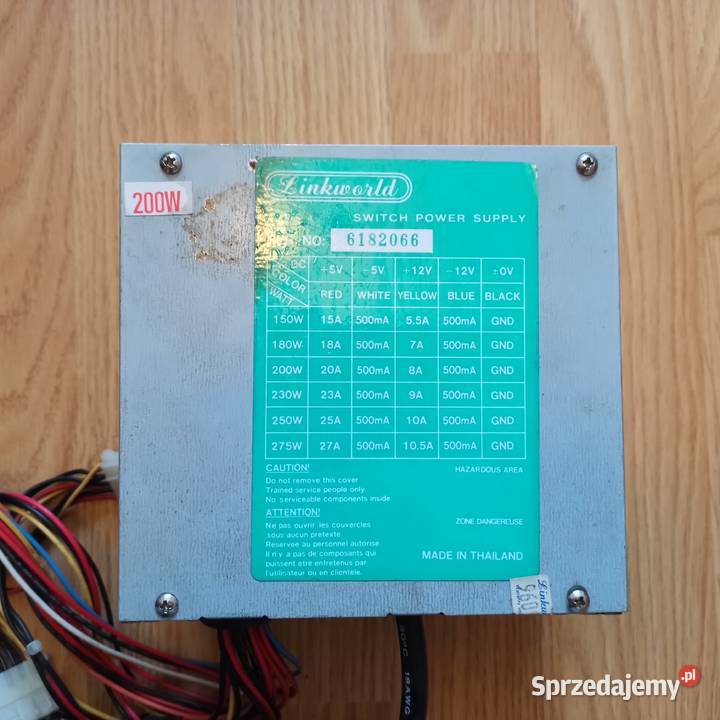 200W
Linkworld
SWITCH POWER SUPPLY
NO: 6182066
DC +5V -5V +12V -12V ±0V
COLOR
WATT RED WHITE YELLOW BLUE BLACK
150W 15A 500mA 5.5A 500mA GND
180W 18A 500mA 7A 500mA GND
200W 20A 500mA 8A 500mA GND
230W 23A 500mA 9A 500mA GND
250W 25A 500mA 10A 500mA GND
275W 27A 500mA 10.5A 500mA GND
CAUTION! HAZARDOUS AREA
Do not remove this cover
Trained service people only.
No serviceable components inside.
ATTENTION!
Ne pas ouvrir les couvercles ZONE DANGEREUSE
sous aucun pretexte.
Reservee au personnel autorise.
Il n'y a pas de composants qui MADE IN THAILAND
puissent etre entretenus par
l'utilisateur ou en clientele.
18AWG
Sprzedajemy.pl